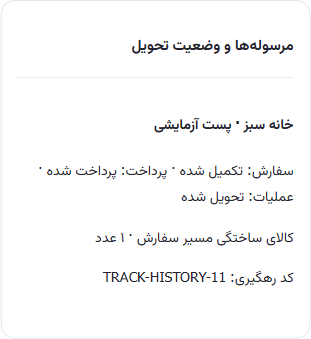 مرسوله‌ها و وضعیت تحویل
خانه سبز · پست آزمایشی
سفارش: تکمیل شده · پرداخت: پرداخت شده ·
عملیات: تحویل شده
کالای ساختگی مسیر سفارش · ۱ عدد
کد رهگیری: TRACK-HISTORY-11